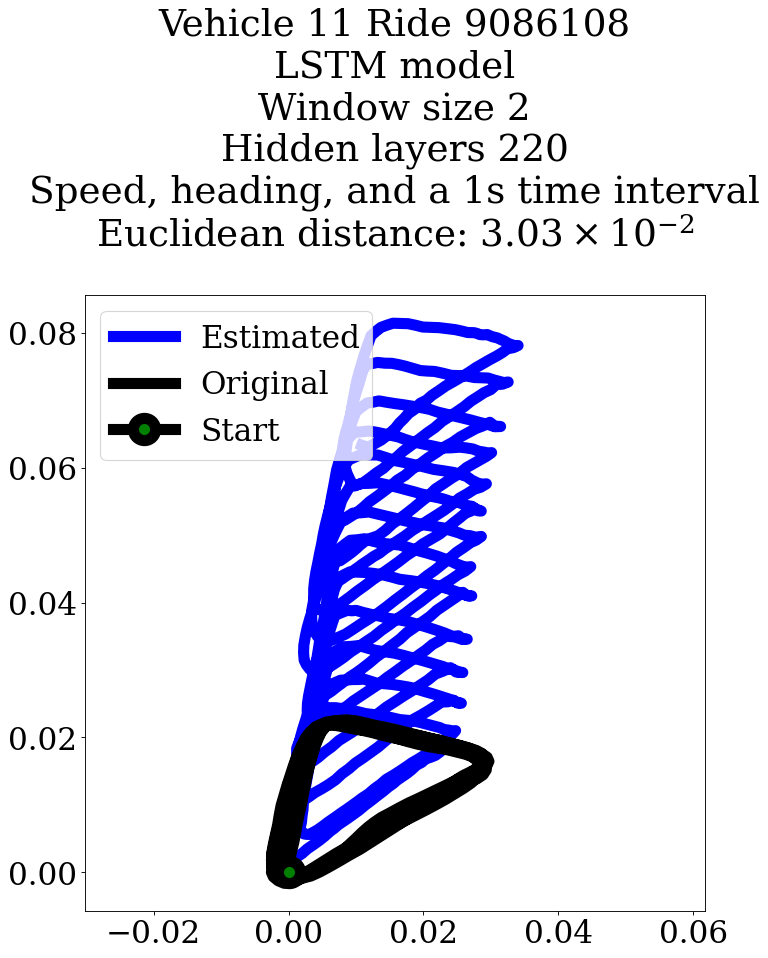 Vehicle 11 Ride 9086108
LSTM model
Window size 2
Hidden layers 220
Speed, heading, and a 1s time interval
Euclidean distance: 3.03 × 10⁻²
Estimated
Original
Start
0.08
0.06
0.04
0.02
0.00
−0.02
0.00
0.02
0.04
0.06